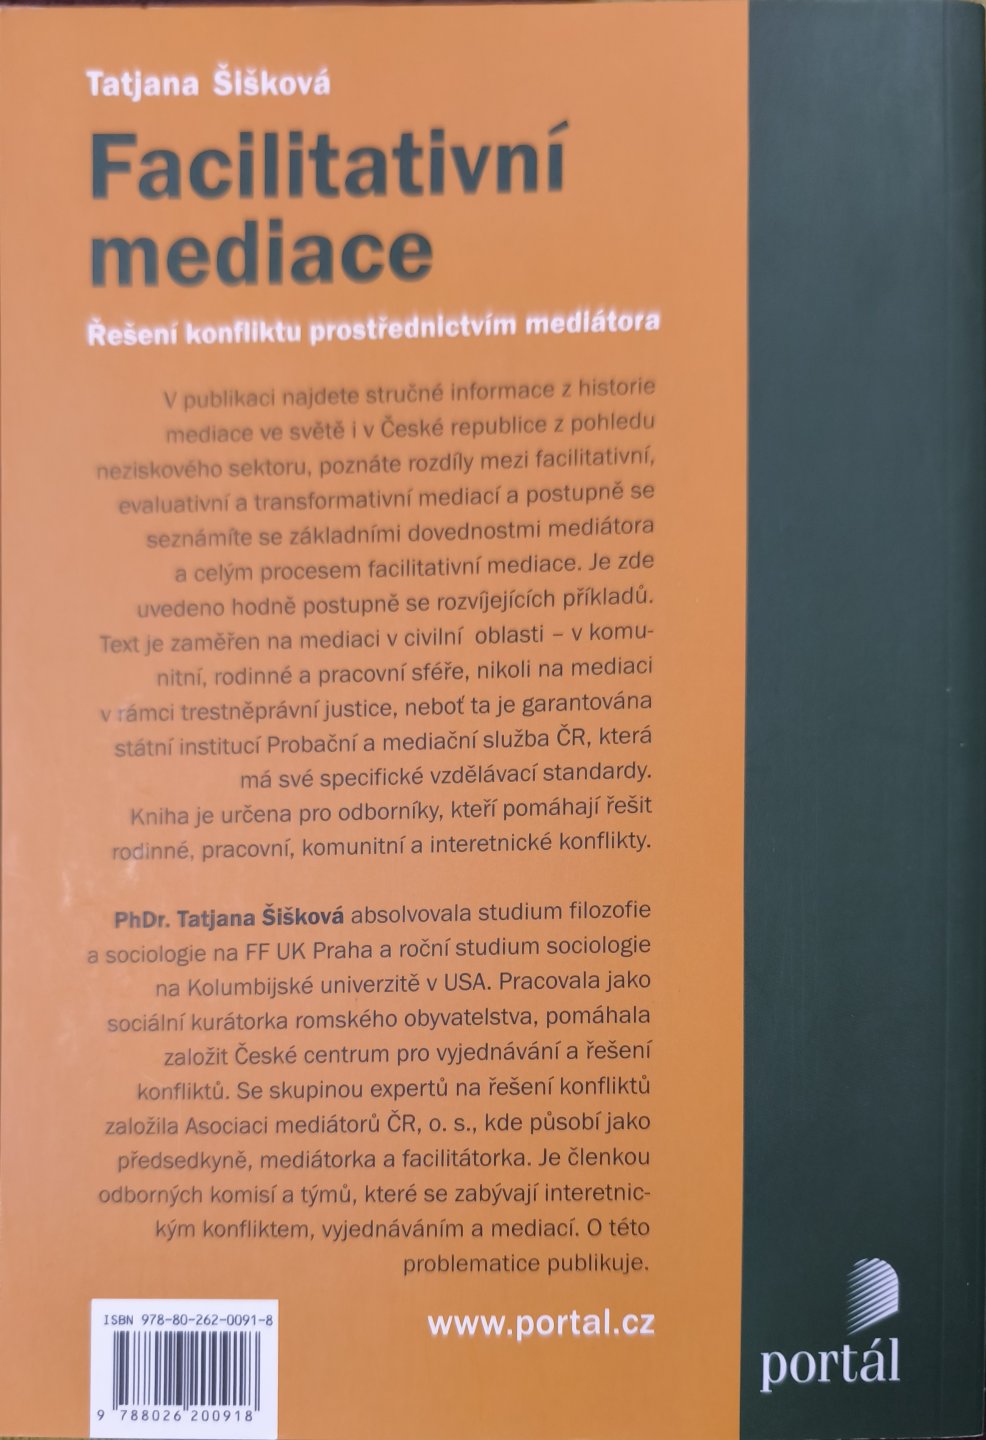 Tatjana Šišková
Facilitativní
mediace
Řešení konfliktu prostřednictvím mediátora
V publikaci najdete stručné informace z historie
mediace ve světě i v České republice z pohledu
neziskového sektoru, poznáte rozdíly mezi facilitativní,
evaluativní a transformativní mediací a postupně se
seznámíte se základními dovednostmi mediátora
a celým procesem facilitativní mediace. Je zde
uvedeno hodně postupně se rozvíjejících příkladů.
Text je zaměřen na mediaci v civilní oblasti – v komu-
nitní, rodinné a pracovní sféře, nikoli na mediaci
v rámci trestněprávní justice, neboť ta je garantována
státní institucí Probační a mediační služba ČR, která
má své specifické vzdělávací standardy.
Kniha je určena pro odborníky, kteří pomáhají řešit
rodinné, pracovní, komunitní a interetnické konflikty.
PhDr. Tatjana Šišková absolvovala studium filozofie
a sociologie na FF UK Praha a roční studium sociologie
na Kolumbijské univerzitě v USA. Pracovala jako
sociální kurátorka romského obyvatelstva, pomáhala
založit České centrum pro vyjednávání a řešení
konfliktů. Se skupinou expertů na řešení konfliktů
založila Asociaci mediátorů ČR, o. s., kde působí jako
předsedkyně, mediátorka a facilitátorka. Je členkou
odborných komisí a týmů, které se zabývají interetnic-
kým konfliktem, vyjednáváním a mediací. O této
problematice publikuje.
ISBN 978-80-262-0091-8
9 788026 200918
www.portal.cz
portál